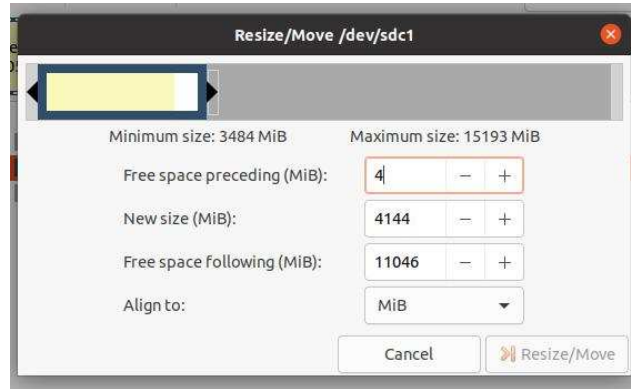 Resize/Move /dev/sdc1
Minimum size: 3484 MiB Maximum size: 15193 MiB
Free space preceding (MiB): 4 − +
New size (MiB): 4144 − +
Free space following (MiB): 11046 − +
Align to: MiB
Cancel Resize/Move